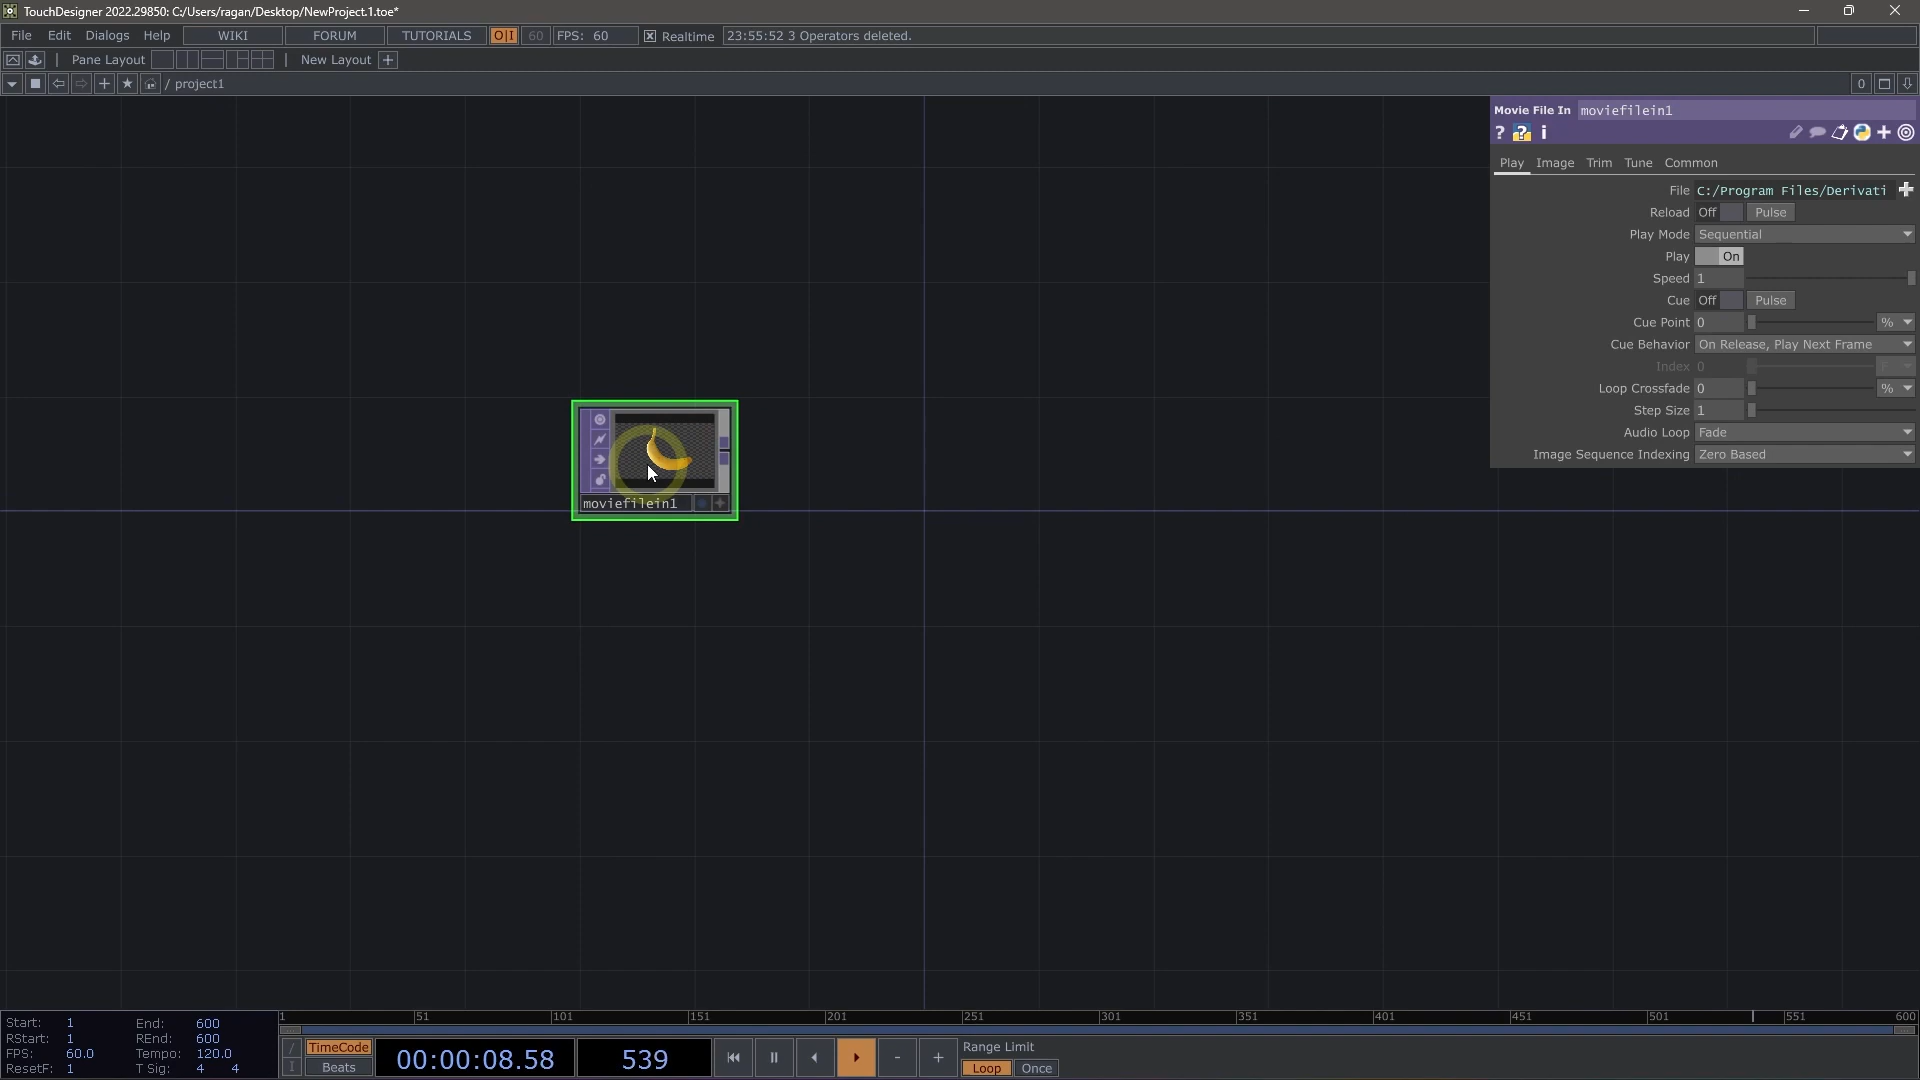 TouchDesigner 2022.29850: C:/Users/ragan/Desktop/NewProject.1.toe*
File Edit Dialogs Help WIKI FORUM TUTORIALS O|I 60 FPS: 60 Realtime 23:55:52 3 Operators deleted.
Pane Layout New Layout +
/ project1 0
Movie File In moviefilein1
? ? i
Play Image Trim Tune Common
File C:/Program Files/Derivati
Reload Off Pulse
Play Mode Sequential
Play On
Speed 1
Cue Off Pulse
Cue Point 0 %
Cue Behavior On Release, Play Next Frame
Index 0 F
Loop Crossfade 0 %
Step Size 1
Audio Loop Fade
Image Sequence Indexing Zero Based
moviefilein1
1 51 101 151 201 251 301 351 401 451 501 551 600
Start: 1 End: 600
RStart: 1 REnd: 600
FPS: 60.0 Tempo: 120.0
ResetF: 1 T Sig: 4 4
/ I
TimeCode
Beats
00:00:08.58 539 - +
Range Limit
Loop Once